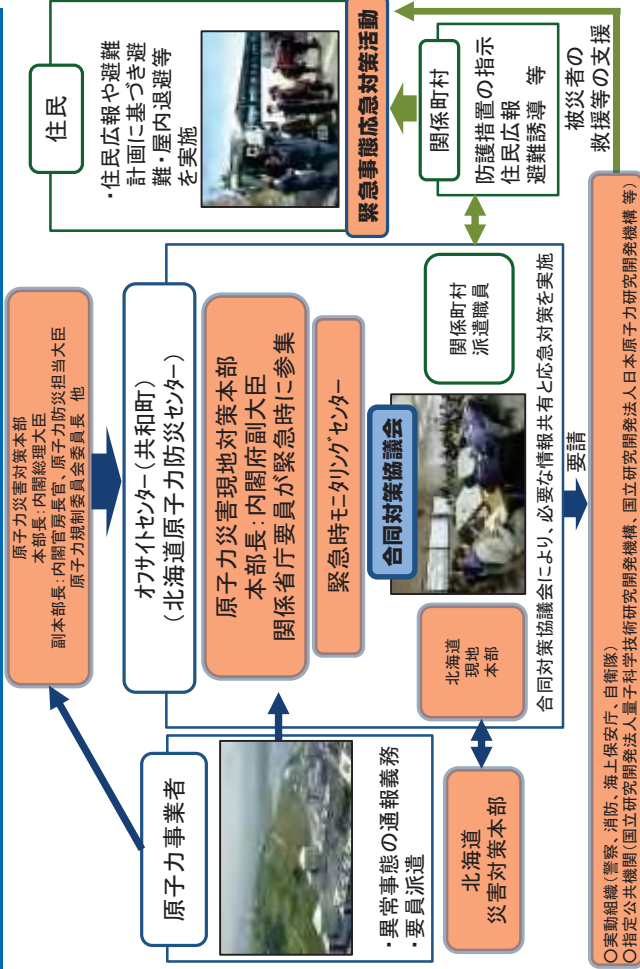 原子力災害対策本部
本部長：内閣総理大臣
副本部長：内閣官房長官、原子力防災担当大臣
原子力規制委員会委員長　他
原子力事業者
・異常事態の通報義務
・要員派遣
オフサイトセンター（共和町）
（北海道原子力防災センター）
原子力災害現地対策本部
本部長：内閣府副大臣
関係省庁要員が緊急時に参集
緊急時モニタリングセンター
合同対策協議会
北海道
現地
本部
関係町村
派遣職員
合同対策協議会により、必要な情報共有と応急対策を実施
北海道
災害対策本部
住民
・住民広報や避難
計画に基づき避
難・屋内退避等
を実施
緊急事態応急対策活動
関係町村
防護措置の指示
住民広報
避難誘導　等
被災者の
救援等の支援
要請
○実動組織（警察、消防、海上保安庁、自衛隊）
○指定公共機関（国立研究開発法人量子科学技術研究開発機構、国立研究開発法人日本原子力研究開発機構 等）